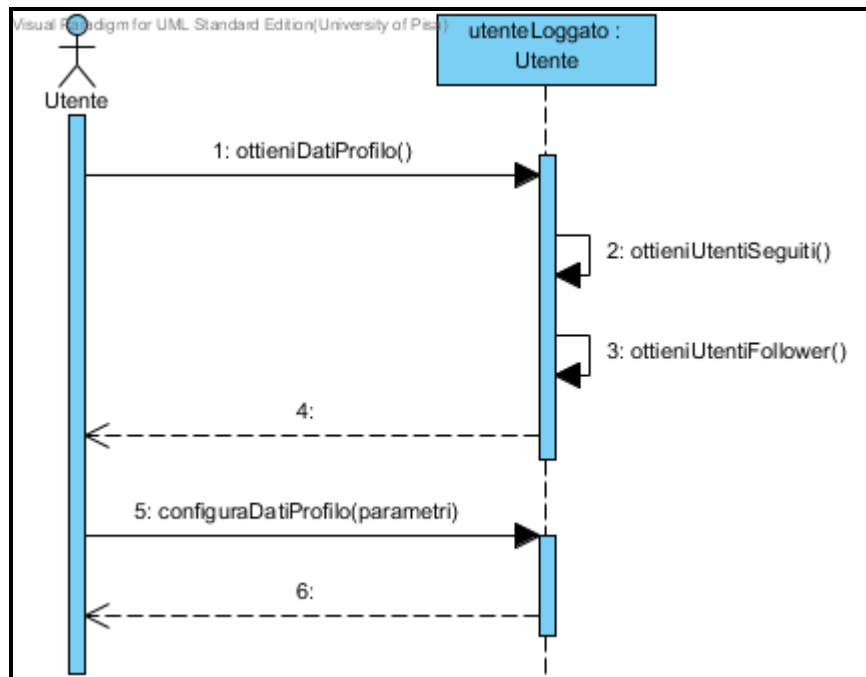 Visual Paradigm for UML Standard Edition(University of Pisa)
utenteLoggato :
Utente
Utente
1: ottieniDatiProfilo()
2: ottieniUtentiSeguiti()
3: ottieniUtentiFollower()
4:
5: configuraDatiProfilo(parametri)
6: